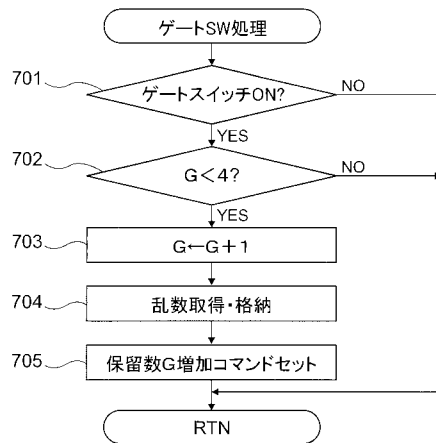 ゲートSW処理
701
ゲートスイッチON?
NO
YES
702
G<4?
NO
YES
703
G←G+1
704
乱数取得・格納
705
保留数G増加コマンドセット
RTN